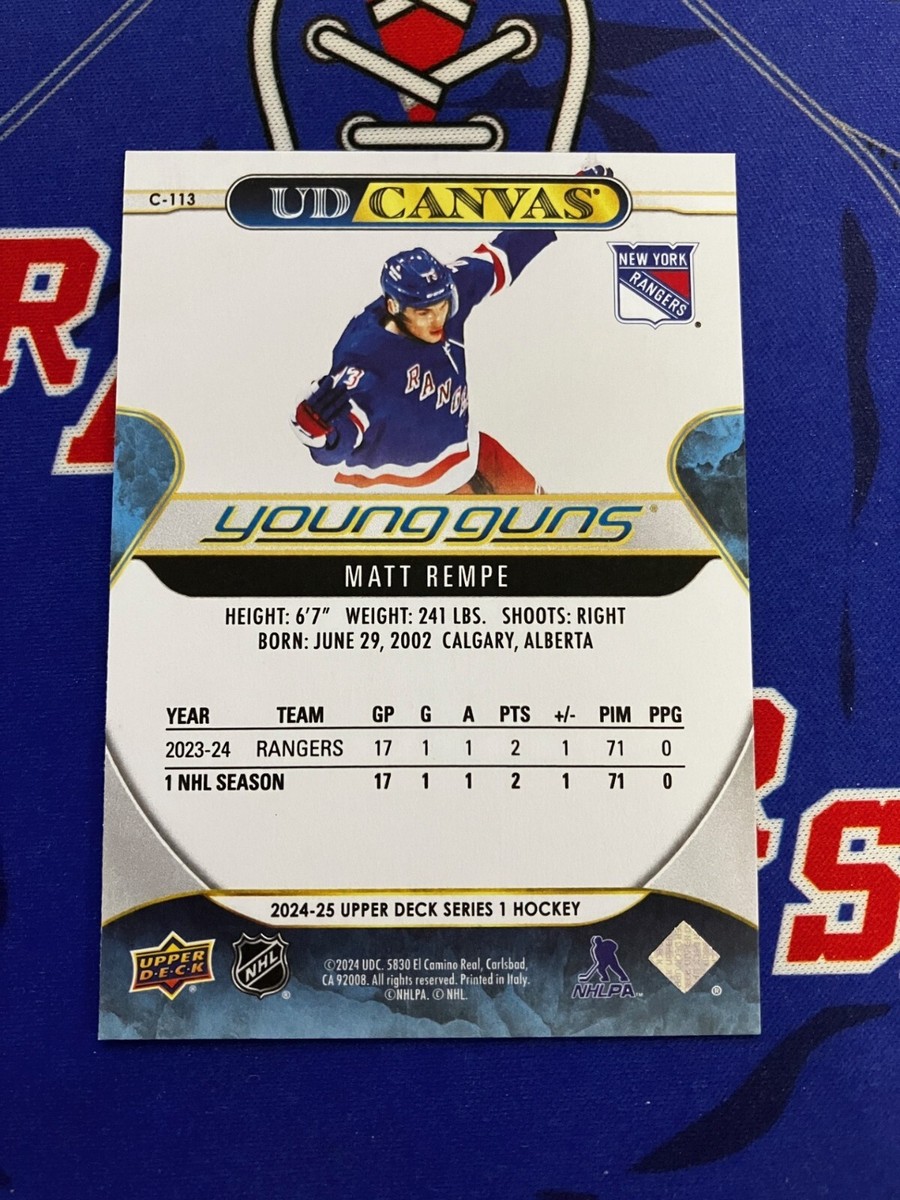 C-113
UD CANVAS®
NEW YORK
RANGERS
®
73
73
RANG
young guns®
MATT REMPE
HEIGHT: 6'7" WEIGHT: 241 LBS. SHOOTS: RIGHT
BORN: JUNE 29, 2002 CALGARY, ALBERTA
YEAR TEAM GP G A PTS +/- PIM PPG
2023-24 RANGERS 17 1 1 2 1 71 0
1 NHL SEASON 17 1 1 2 1 71 0
R
S
2024-25 UPPER DECK SERIES 1 HOCKEY
UPPER
D·E·C·K
®
NHL
®
©2024 UDC. 5830 El Camino Real, Carlsbad,
CA 92008. All rights reserved. Printed in Italy.
©NHLPA. © NHL.
NHLPA™
®